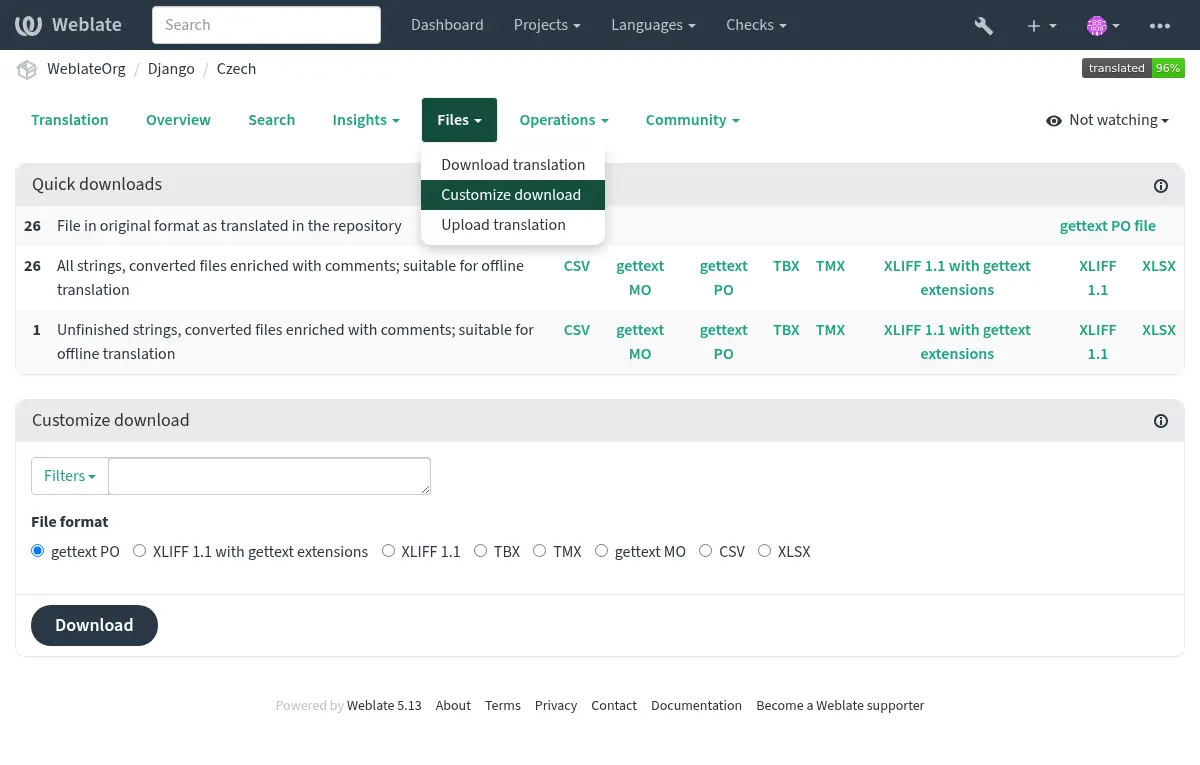 Weblate Search Dashboard Projects Languages Checks
WeblateOrg / Django / Czech translated 96%
Translation Overview Search Insights Files Operations Community Not watching
Download translation
Customize download
Upload translation
Quick downloads
26 File in original format as translated in the repository gettext PO file
26 All strings, converted files enriched with comments; suitable for offline CSV gettext gettext TBX TMX XLIFF 1.1 with gettext XLIFF XLSX
translation MO PO extensions 1.1
1 Unfinished strings, converted files enriched with comments; suitable for CSV gettext gettext TBX TMX XLIFF 1.1 with gettext XLIFF XLSX
offline translation MO PO extensions 1.1
Customize download
Filters
File format
gettext PO XLIFF 1.1 with gettext extensions XLIFF 1.1 TBX TMX gettext MO CSV XLSX
Download
Powered by Weblate 5.13 About Terms Privacy Contact Documentation Become a Weblate supporter